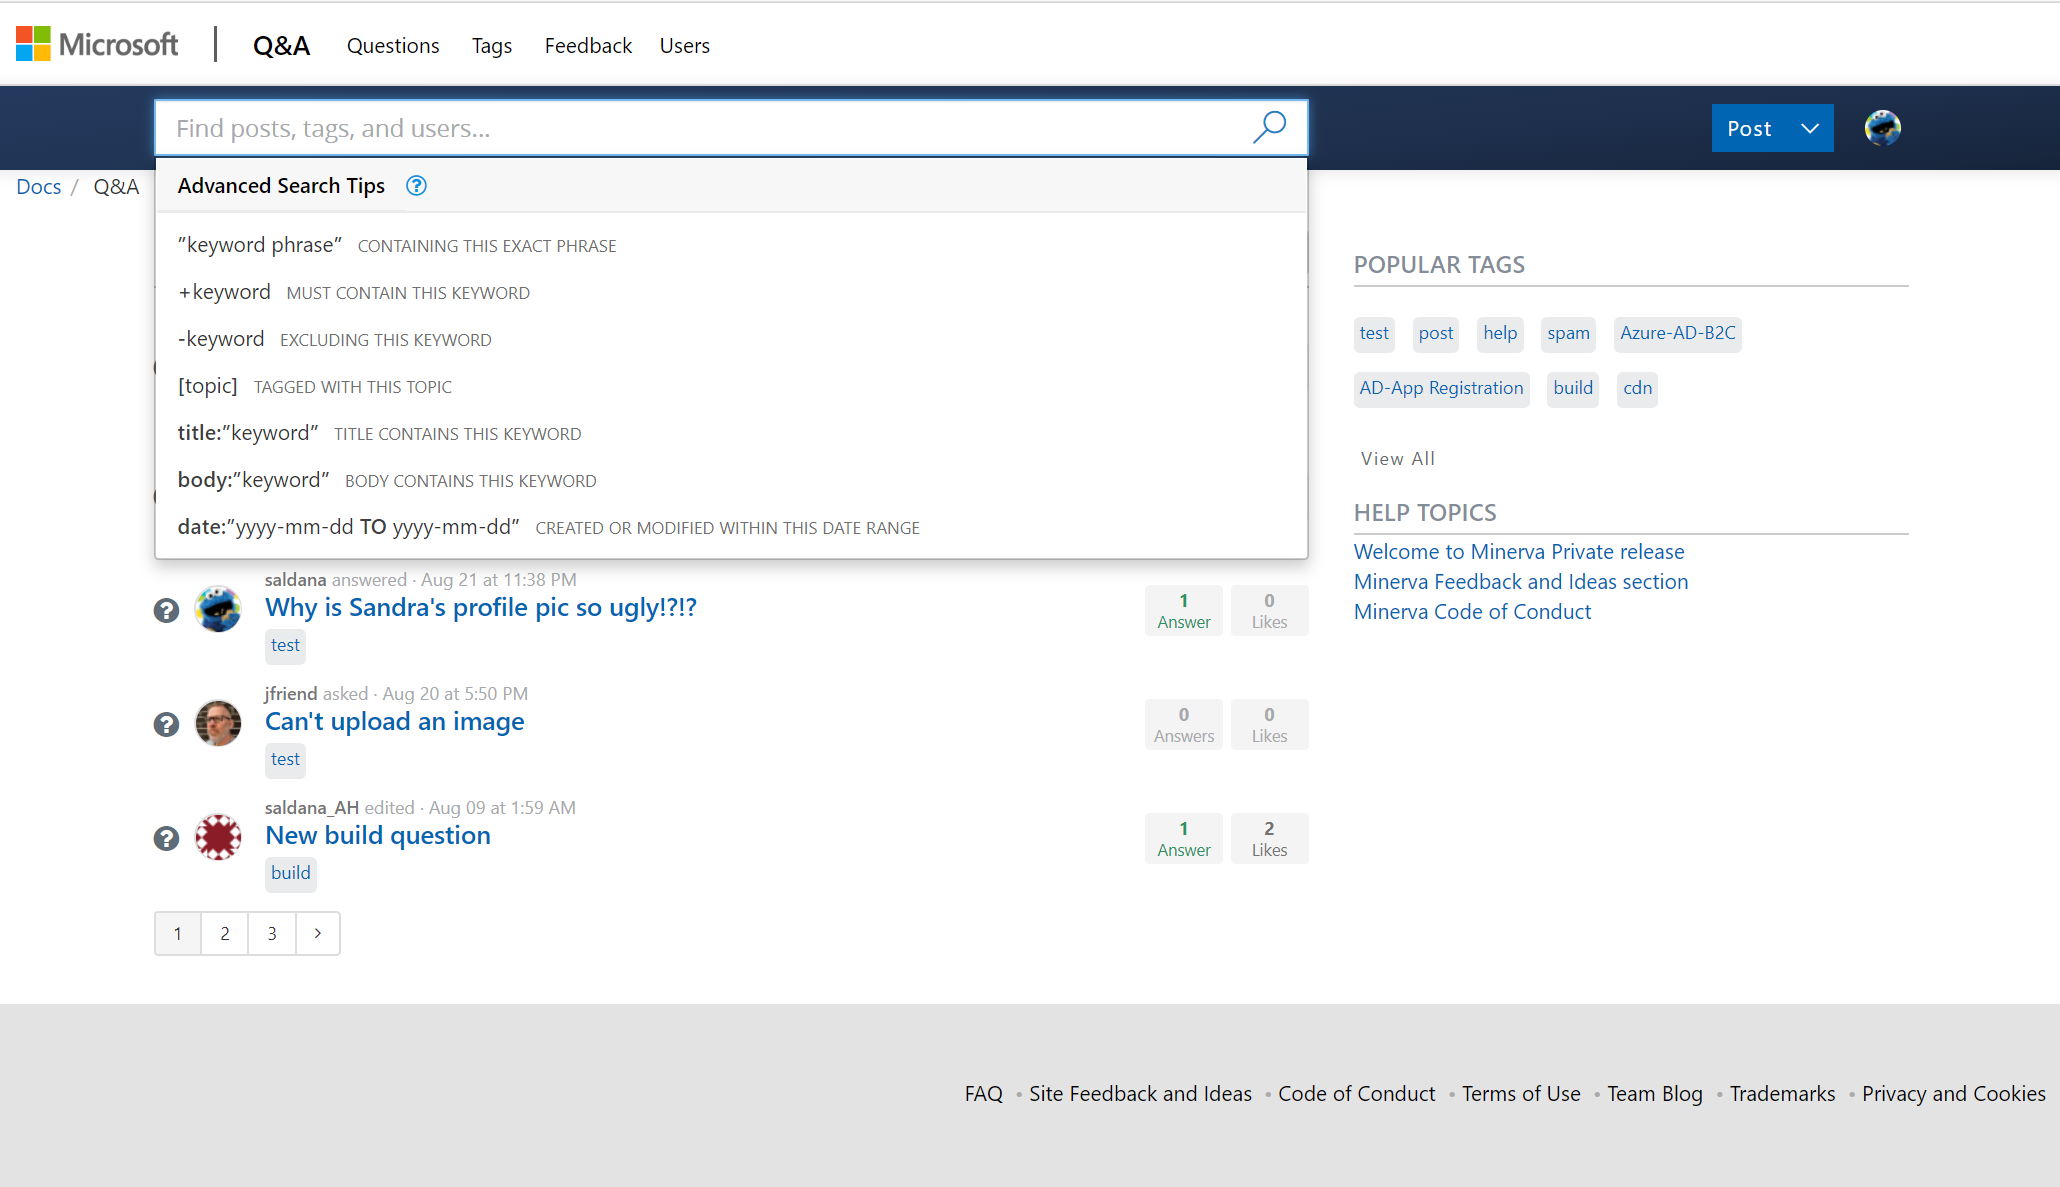 Microsoft
Q&A Questions Tags Feedback Users
Find posts, tags, and users...
Post
Docs / Q&A
Advanced Search Tips ?
"keyword phrase" CONTAINING THIS EXACT PHRASE
+keyword MUST CONTAIN THIS KEYWORD
-keyword EXCLUDING THIS KEYWORD
[topic] TAGGED WITH THIS TOPIC
title:"keyword" TITLE CONTAINS THIS KEYWORD
body:"keyword" BODY CONTAINS THIS KEYWORD
date:"yyyy-mm-dd TO yyyy-mm-dd" CREATED OR MODIFIED WITHIN THIS DATE RANGE
saldana answered · Aug 21 at 11:38 PM
? Why is Sandra's profile pic so ugly!?!?
test
1 Answer
0 Likes
jfriend asked · Aug 20 at 5:50 PM
? Can't upload an image
test
0 Answers
0 Likes
saldana_AH edited · Aug 09 at 1:59 AM
? New build question
build
1 Answer
2 Likes
1 2 3 >
POPULAR TAGS
test post help spam Azure-AD-B2C
AD-App Registration build cdn
View All
HELP TOPICS
Welcome to Minerva Private release
Minerva Feedback and Ideas section
Minerva Code of Conduct
FAQ • Site Feedback and Ideas • Code of Conduct • Terms of Use • Team Blog • Trademarks • Privacy and Cookies